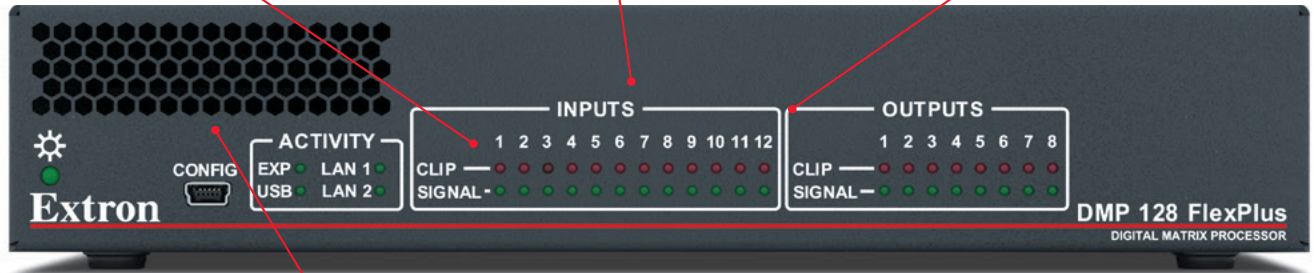 INPUTS
OUTPUTS
ACTIVITY
1 2 3 4 5 6 7 8 9 10 11 12
1 2 3 4 5 6 7 8
CONFIG
EXP LAN 1
USB LAN 2
CLIP
SIGNAL
CLIP
SIGNAL
Extron
DMP 128 FlexPlus
DIGITAL MATRIX PROCESSOR